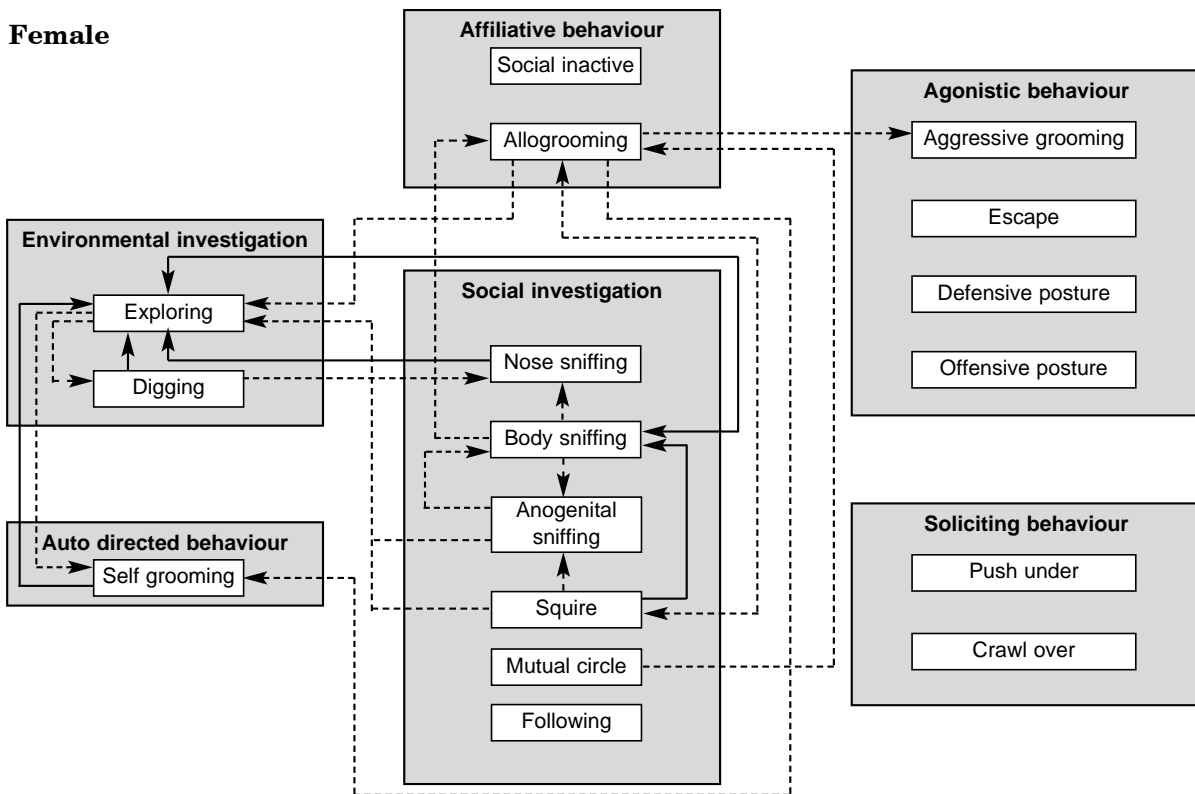 Female
Affiliative behaviour
Social inactive
Allogrooming
Agonistic behaviour
Aggressive grooming
Escape
Defensive posture
Offensive posture
Environmental investigation
Exploring
Digging
Social investigation
Nose sniffing
Body sniffing
Anogenital
sniffing
Squire
Mutual circle
Following
Auto directed behaviour
Self grooming
Soliciting behaviour
Push under
Crawl over